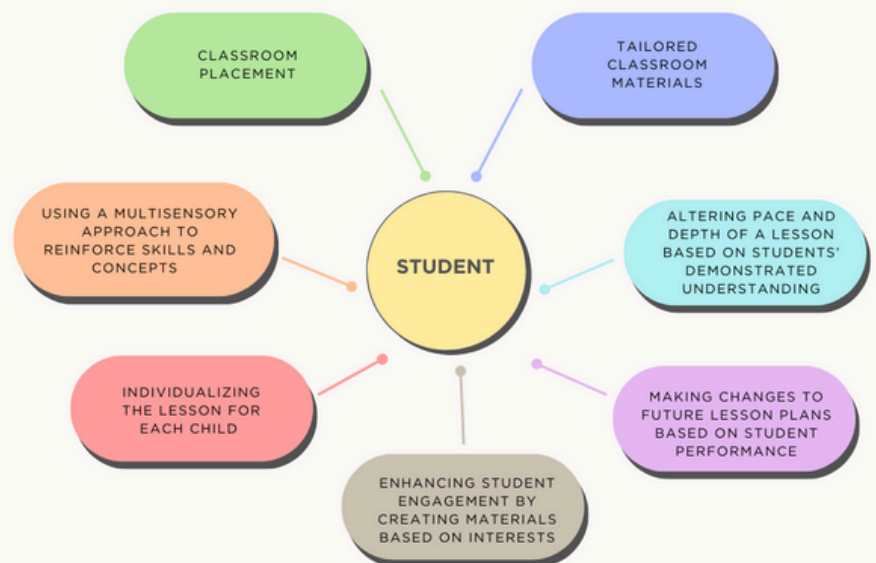 CLASSROOM
PLACEMENT
TAILORED
CLASSROOM
MATERIALS
USING A MULTISENSORY
APPROACH TO
REINFORCE SKILLS AND
CONCEPTS
STUDENT
ALTERING PACE AND
DEPTH OF A LESSON
BASED ON STUDENTS'
DEMONSTRATED
UNDERSTANDING
INDIVIDUALIZING
THE LESSON FOR
EACH CHILD
MAKING CHANGES TO
FUTURE LESSON PLANS
BASED ON STUDENT
PERFORMANCE
ENHANCING STUDENT
ENGAGEMENT BY
CREATING MATERIALS
BASED ON INTERESTS